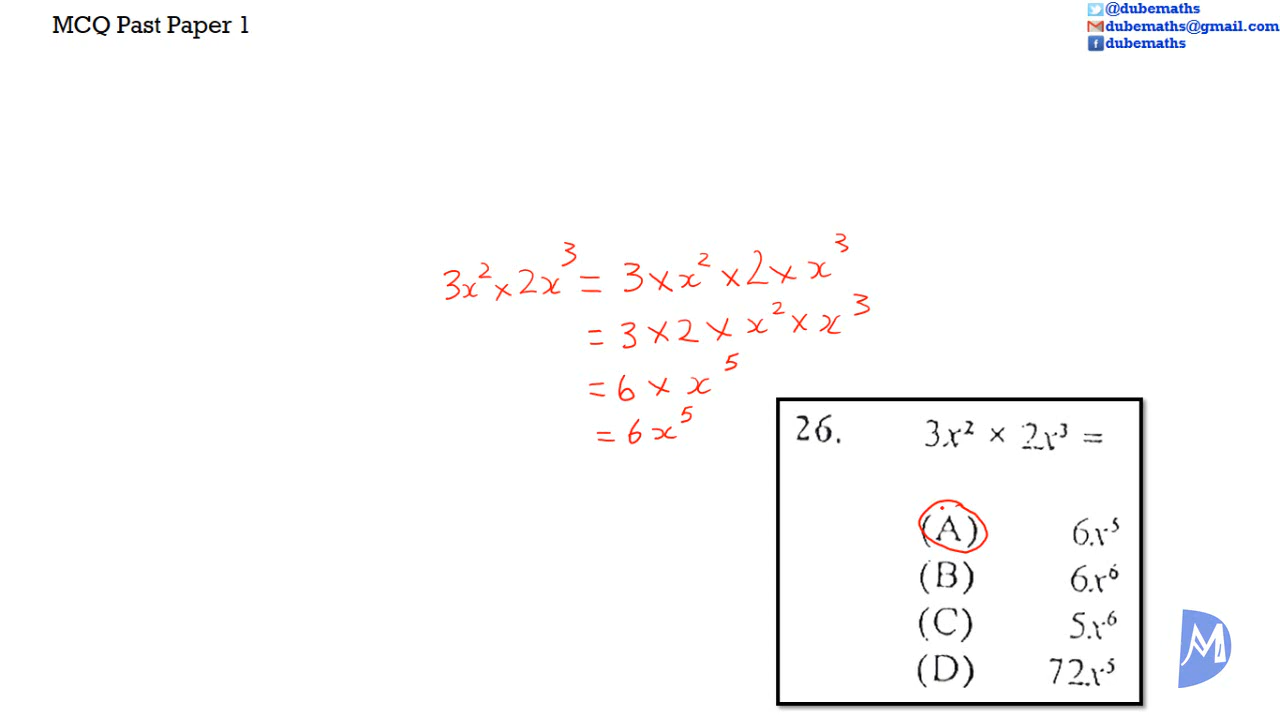 MCQ Past Paper 1
@dubemaths
dubemaths@gmail.com
dubemaths
3x² × 2x³ = 3 × x² × 2 × x³
= 3 × 2 × x² × x³
= 6 × x⁵
= 6x⁵
26. 3x² × 2x³ =
(A) 6x⁵
(B) 6x⁶
(C) 5x⁶
(D) 72x⁵
DM